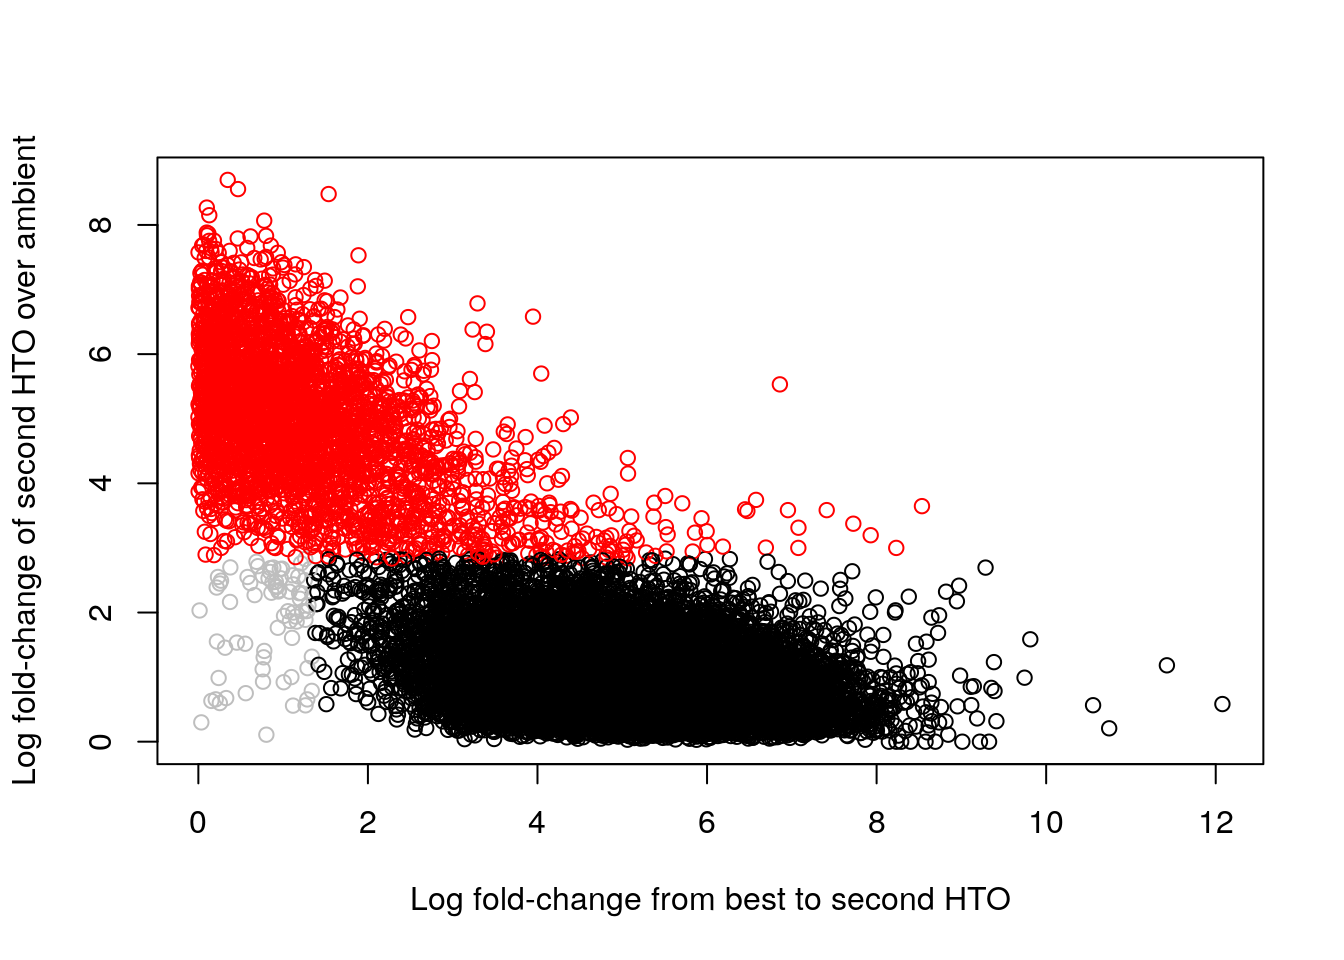 Log fold-change of second HTO over ambient
8
6
4
2
0
0 2 4 6 8 10 12
Log fold-change from best to second HTO